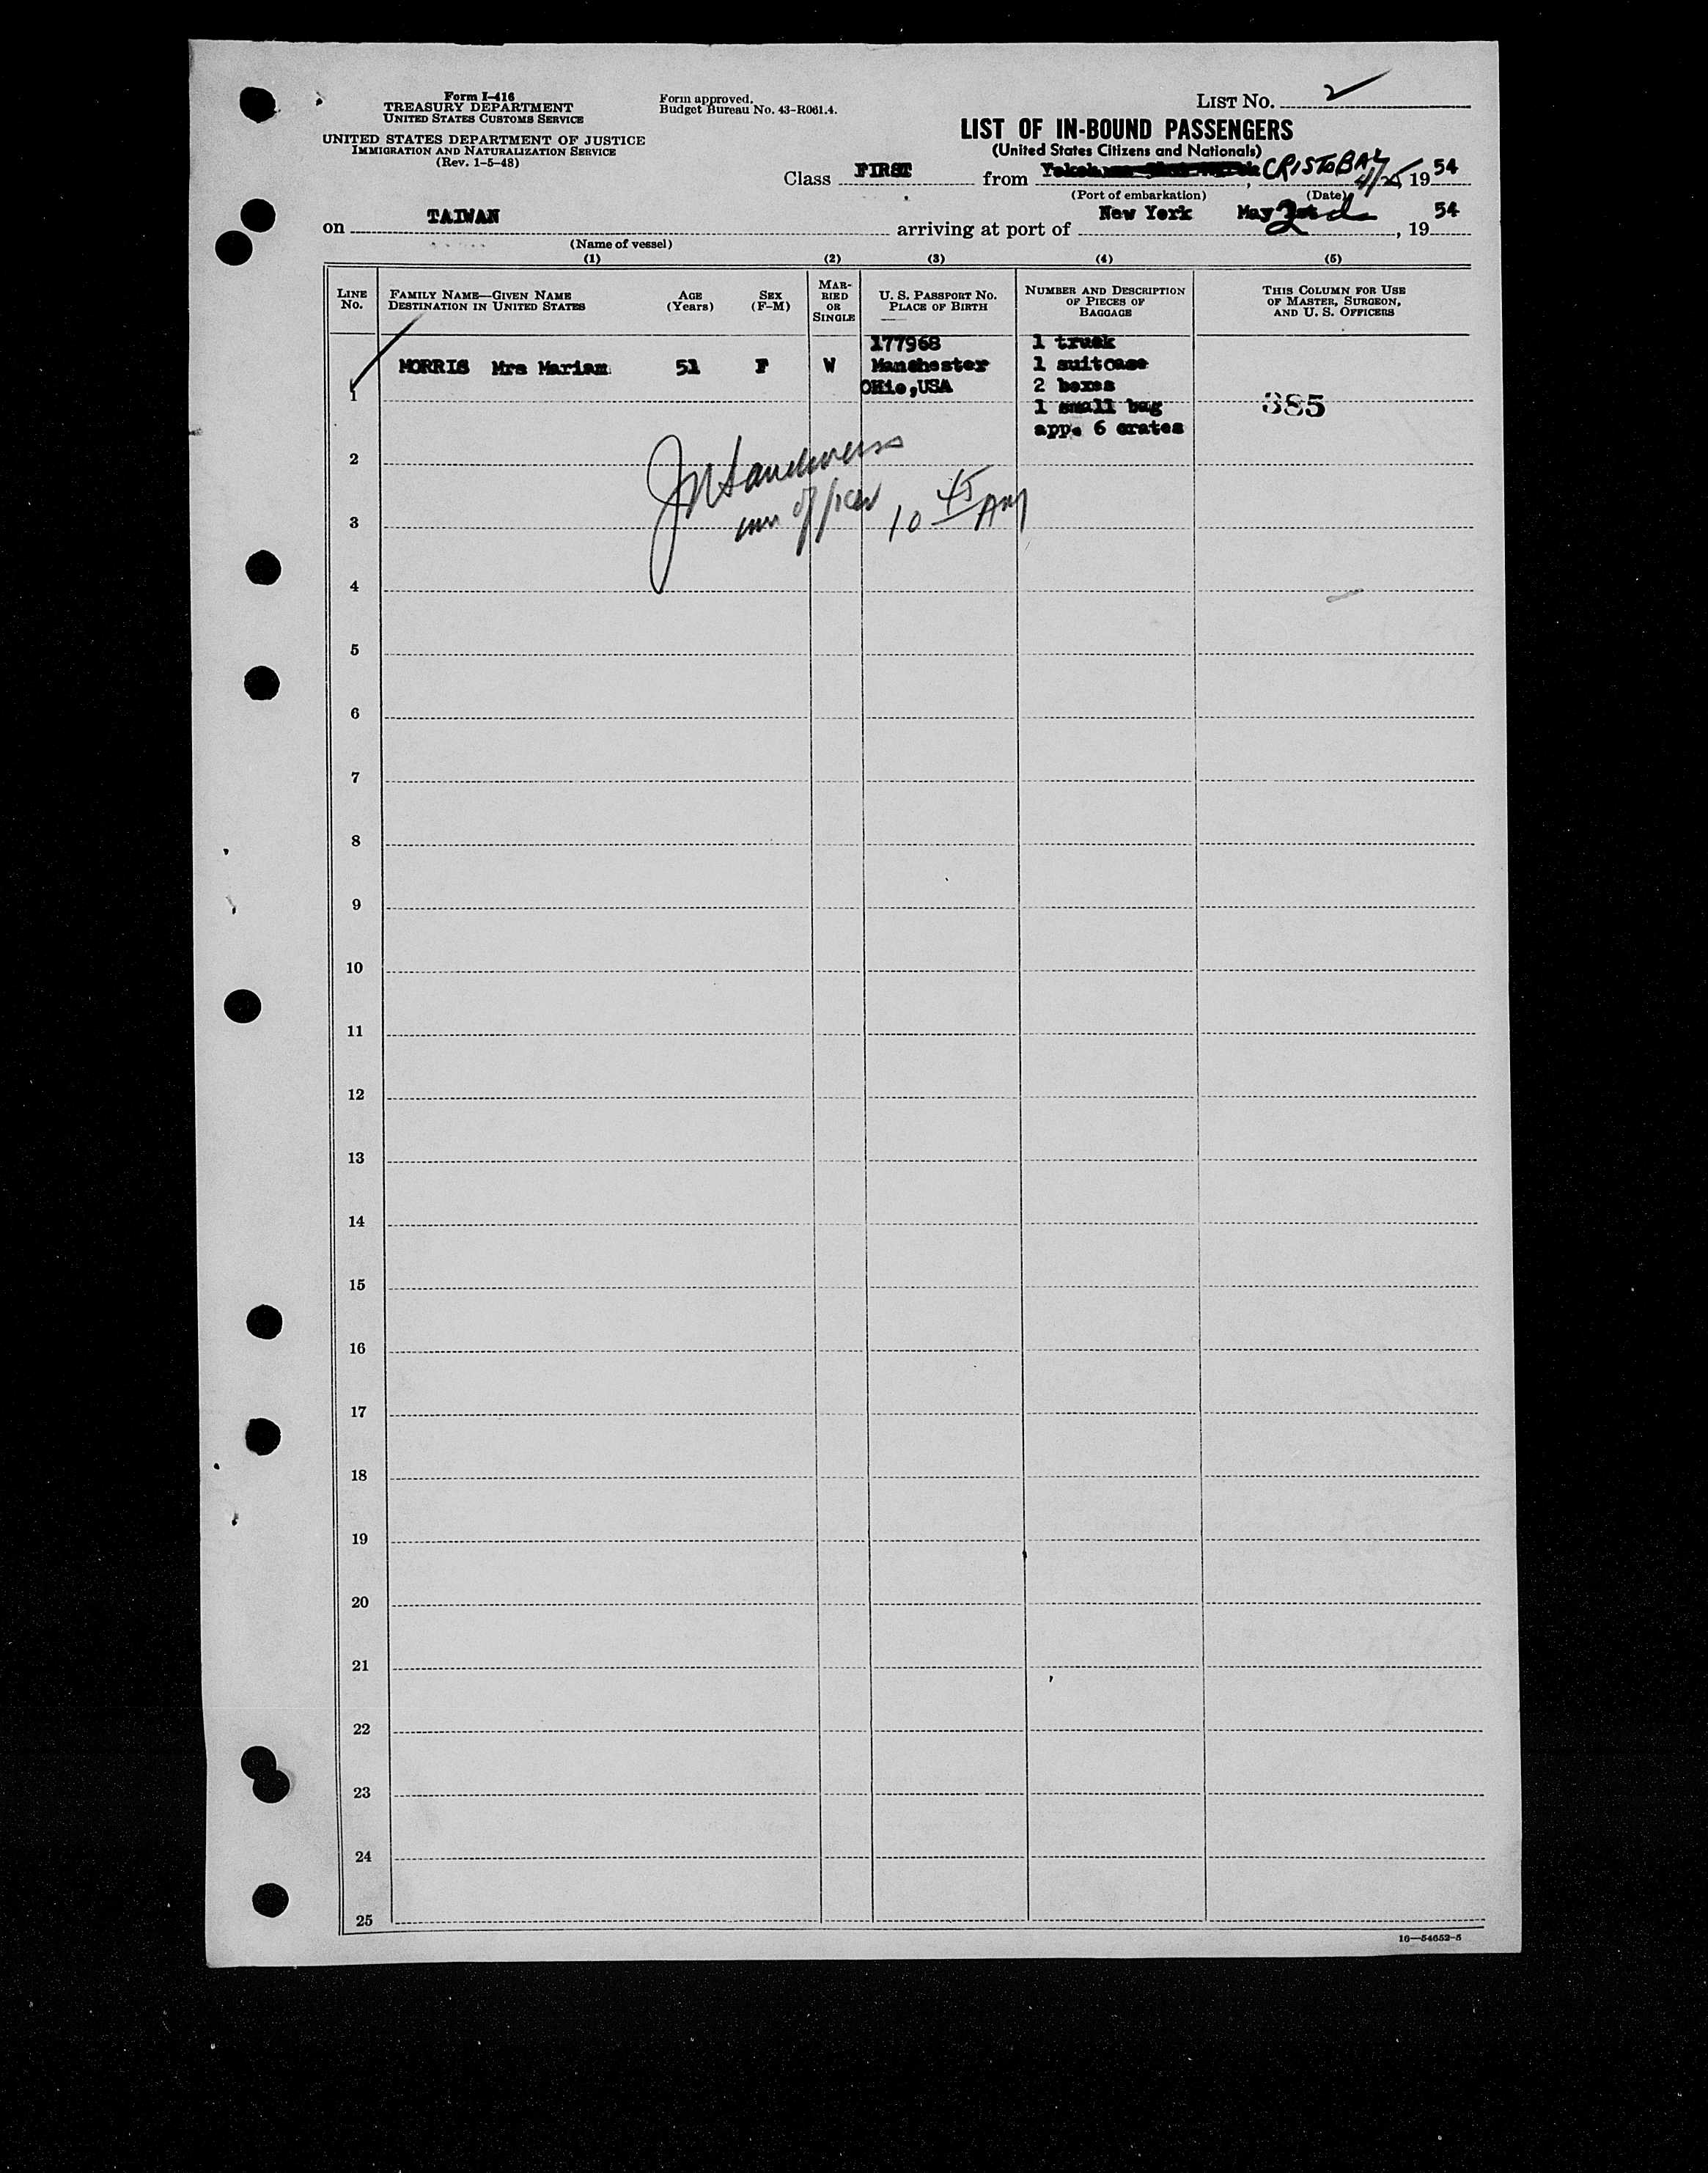 Form I-416
TREASURY DEPARTMENT
UNITED STATES CUSTOMS SERVICE
UNITED STATES DEPARTMENT OF JUSTICE
IMMIGRATION AND NATURALIZATION SERVICE
(Rev. 1-5-48)
Form approved.
Budget Bureau No. 43-R061.4.
LIST NO. 2
LIST OF IN-BOUND PASSENGERS
(United States Citizens and Nationals)
Class FIRST from Yokohama CRISTOBAL, 4/25 1954
(Port of embarkation) (Date)
on TAIWAN arriving at port of New York May 2d, 1954
(Name of vessel)
(1) (2) (3) (4) (5)
LINE NO. FAMILY NAME—GIVEN NAME DESTINATION IN UNITED STATES AGE (Years) SEX (F-M) MARRIED OR SINGLE U. S. PASSPORT NO. PLACE OF BIRTH NUMBER AND DESCRIPTION OF PIECES OF BAGGAGE THIS COLUMN FOR USE OF MASTER, SURGEON, AND U. S. OFFICERS
177968 1 trunk
MORRIS Mrs Mariam 51 F W Manchester 1 suitcase
OHio,USA 2 boxes
1 1 small bag 385
app. 6 crates
2
officer 10 45 AM
3
4
5
6
7
8
9
10
11
12
13
14
15
16
17
18
19
20
21
22
23
24
25
16—54652-5